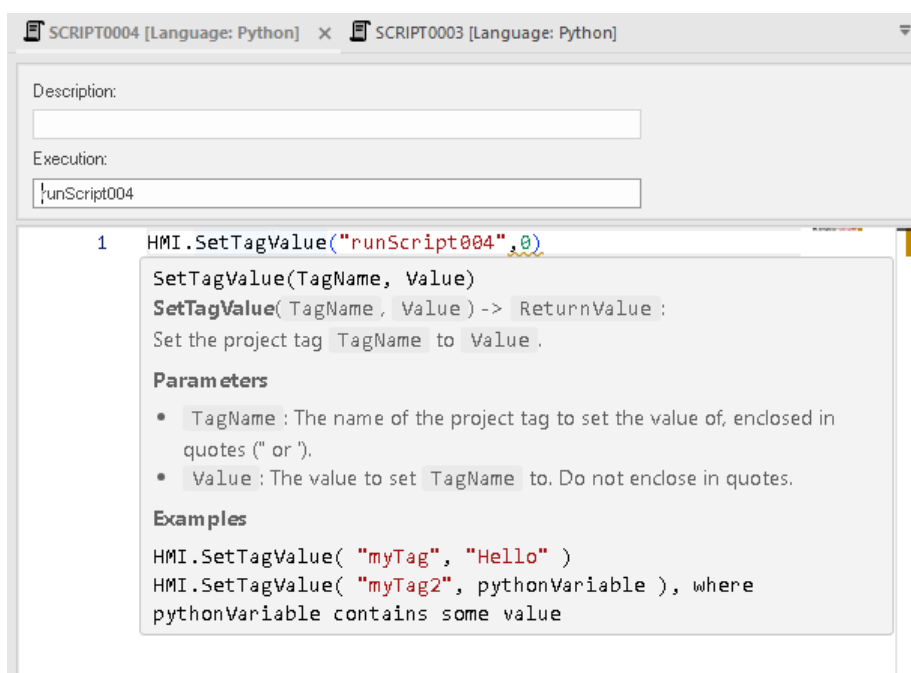 SCRIPT0004 [Language: Python] × SCRIPT0003 [Language: Python]
Description:
Execution:
runScript004
1 HMI.SetTagValue("runScript004",0)
SetTagValue(TagName, Value)
SetTagValue( TagName , Value ) -> ReturnValue :
Set the project tag TagName to Value .
Parameters
• TagName : The name of the project tag to set the value of, enclosed in
quotes (" or ').
• Value : The value to set TagName to. Do not enclose in quotes.
Examples
HMI.SetTagValue( "myTag", "Hello" )
HMI.SetTagValue( "myTag2", pythonVariable ), where
pythonVariable contains some value